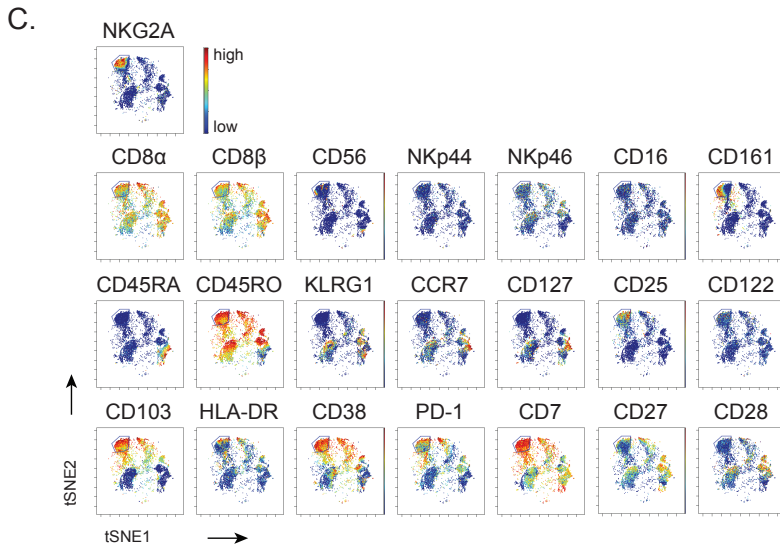 C.
NKG2A
high
low
CD8α CD8β CD56 NKp44 NKp46 CD16 CD161
CD45RA CD45RO KLRG1 CCR7 CD127 CD25 CD122
CD103 HLA-DR CD38 PD-1 CD7 CD27 CD28
tSNE2
tSNE1